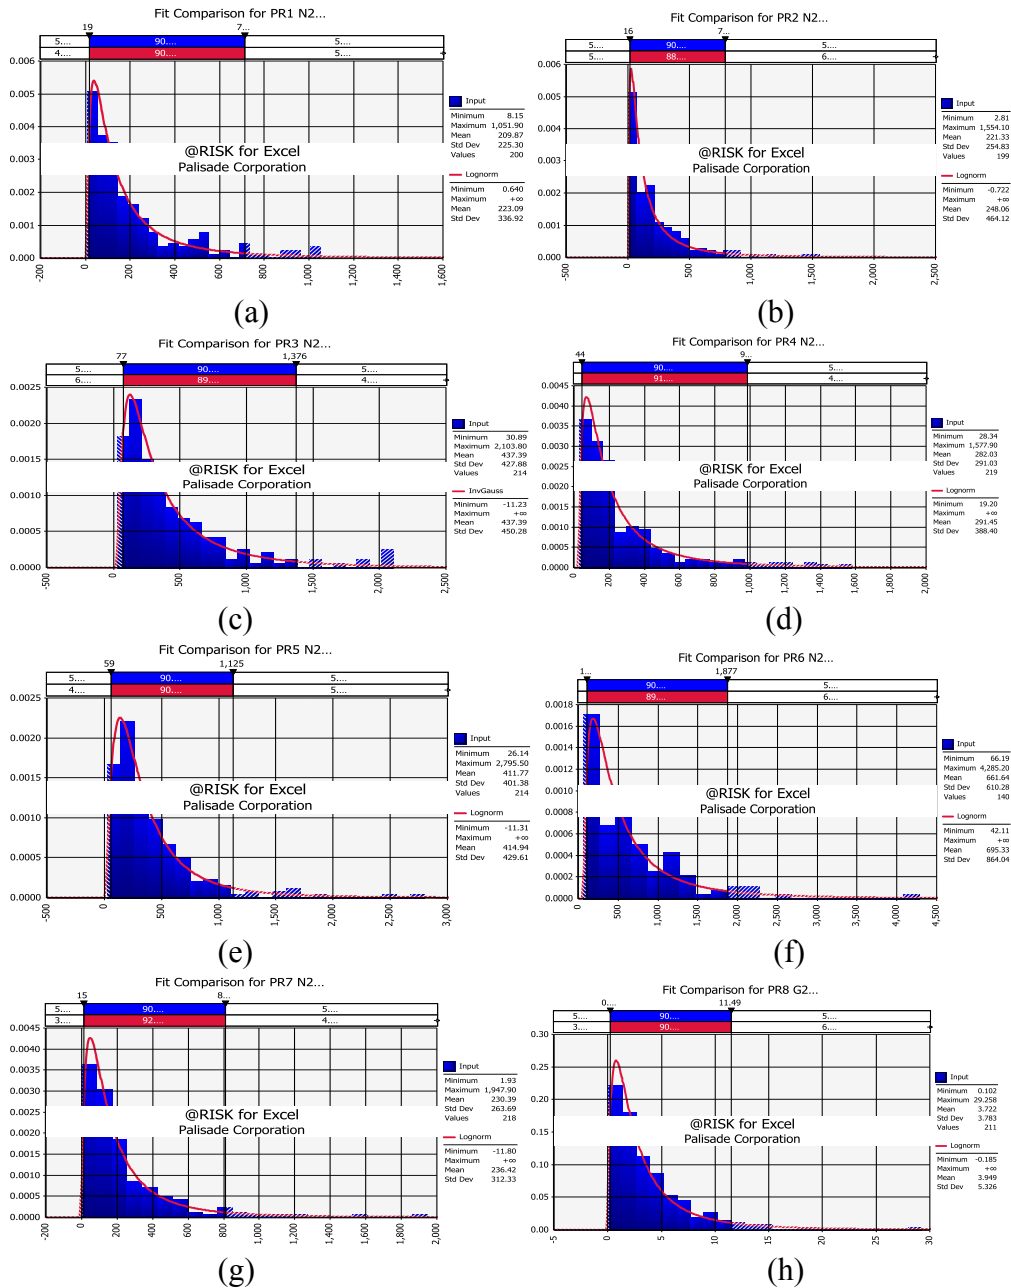 Fit Comparison for PR1 N2...
19 7...
5.... 90.... 5....
4.... 90.... 5....
0.006
0.005
0.004
0.003
0.002
0.001
0.000
@RISK for Excel
Palisade Corporation
-200 0 200 400 600 800 1,000 1,200 1,400 1,600
Input
Minimum 8.15
Maximum 1,051.90
Mean 209.87
Std Dev 225.30
Values 200
Lognorm
Minimum 0.640
Maximum +∞
Mean 223.09
Std Dev 336.92
(a)
Fit Comparison for PR2 N2...
16 7...
5.... 90.... 5....
5.... 88.... 6....
0.006
0.005
0.004
0.003
0.002
0.001
0.000
@RISK for Excel
Palisade Corporation
-500 0 500 1,000 1,500 2,000 2,500
Input
Minimum 2.81
Maximum 1,554.10
Mean 221.33
Std Dev 254.83
Values 199
Lognorm
Minimum -0.722
Maximum +∞
Mean 248.06
Std Dev 464.12
(b)
Fit Comparison for PR3 N2...
77 1,376
5.... 90.... 5....
6.... 89.... 4....
0.0025
0.0020
0.0015
0.0010
0.0005
0.0000
@RISK for Excel
Palisade Corporation
-500 0 500 1,000 1,500 2,000 2,500
Input
Minimum 30.89
Maximum 2,103.80
Mean 437.39
Std Dev 427.88
Values 214
InvGauss
Minimum -11.23
Maximum +∞
Mean 437.39
Std Dev 450.28
(c)
Fit Comparison for PR4 N2...
44 9...
5.... 90.... 5....
5.... 91.... 4....
0.0045
0.0040
0.0035
0.0030
0.0025
0.0020
0.0015
0.0010
0.0005
0.0000
@RISK for Excel
Palisade Corporation
0 200 400 600 800 1,000 1,200 1,400 1,600 1,800 2,000
Input
Minimum 28.34
Maximum 1,577.90
Mean 282.03
Std Dev 291.03
Values 219
Lognorm
Minimum 19.20
Maximum +∞
Mean 291.45
Std Dev 388.40
(d)
Fit Comparison for PR5 N2...
59 1,125
5.... 90.... 5....
4.... 90.... 5....
0.0025
0.0020
0.0015
0.0010
0.0005
0.0000
@RISK for Excel
Palisade Corporation
-500 0 500 1,000 1,500 2,000 2,500 3,000
Input
Minimum 26.14
Maximum 2,795.50
Mean 411.77
Std Dev 401.38
Values 214
Lognorm
Minimum -11.31
Maximum +∞
Mean 414.94
Std Dev 429.61
(e)
Fit Comparison for PR6 N2...
1... 1,877
5.... 90.... 5....
5.... 89.... 6....
0.0018
0.0016
0.0014
0.0012
0.0010
0.0008
0.0006
0.0004
0.0002
0.0000
@RISK for Excel
Palisade Corporation
0 500 1,000 1,500 2,000 2,500 3,000 3,500 4,000 4,500
Input
Minimum 66.19
Maximum 4,285.20
Mean 661.64
Std Dev 610.28
Values 140
Lognorm
Minimum 42.11
Maximum +∞
Mean 695.33
Std Dev 864.04
(f)
Fit Comparison for PR7 N2...
15 8...
5.... 90.... 5....
3.... 92.... 4....
0.0045
0.0040
0.0035
0.0030
0.0025
0.0020
0.0015
0.0010
0.0005
0.0000
@RISK for Excel
Palisade Corporation
-200 0 200 400 600 800 1,000 1,200 1,400 1,600 1,800 2,000
Input
Minimum 1.93
Maximum 1,947.90
Mean 230.39
Std Dev 263.69
Values 218
Lognorm
Minimum -11.80
Maximum +∞
Mean 236.42
Std Dev 312.33
(g)
Fit Comparison for PR8 G2...
0.... 11.49
5.... 90.... 5....
3.... 90.... 6....
0.30
0.25
0.20
0.15
0.10
0.05
0.00
@RISK for Excel
Palisade Corporation
-5 0 5 10 15 20 25 30
Input
Minimum 0.102
Maximum 29.258
Mean 3.722
Std Dev 3.783
Values 211
Lognorm
Minimum -0.185
Maximum +∞
Mean 3.949
Std Dev 5.326
(h)